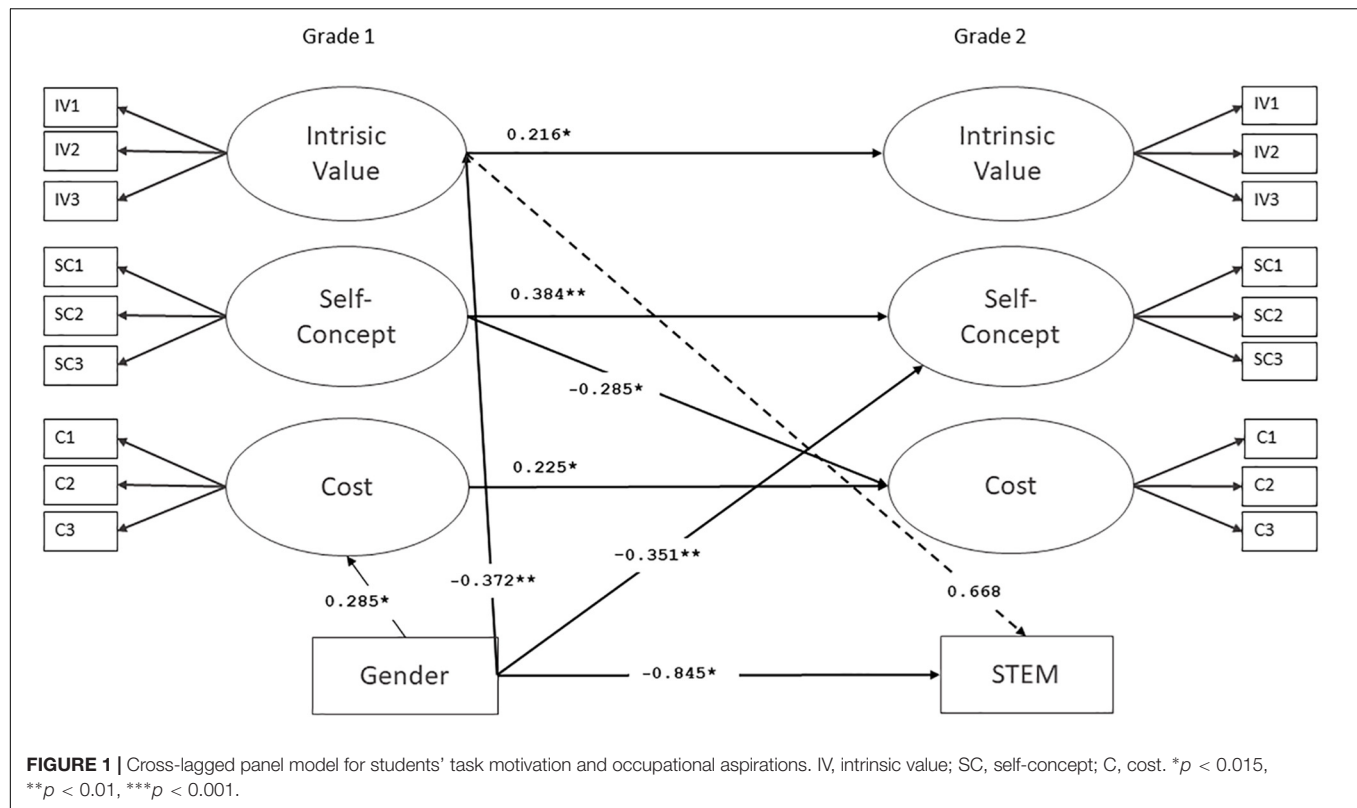 Grade 1
Grade 2
IV1
IV2
IV3
Intrisic
Value
0.216*
Intrinsic
Value
IV1
IV2
IV3
SC1
SC2
SC3
Self-
Concept
0.384**
-0.285*
Self-
Concept
SC1
SC2
SC3
C1
C2
C3
Cost
0.225*
Cost
C1
C2
C3
0.285*
-0.372**
-0.351**
0.668
Gender
-0.845*
STEM
FIGURE 1 | Cross-lagged panel model for students’ task motivation and occupational aspirations. IV, intrinsic value; SC, self-concept; C, cost. *p < 0.015,
**p < 0.01, ***p < 0.001.